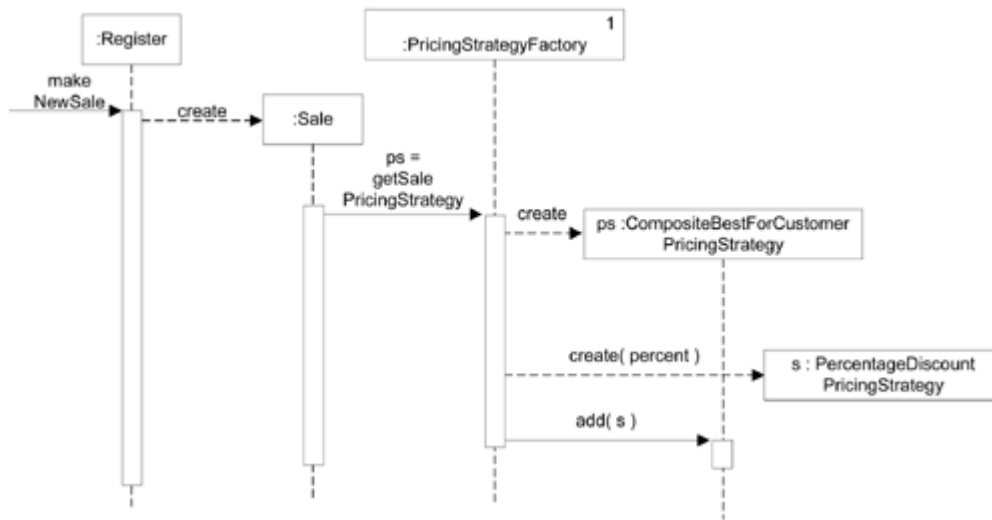 1
:Register
:PricingStrategyFactory
make
NewSale
create
:Sale
ps =
getSale
PricingStrategy
create
ps :CompositeBestForCustomer
PricingStrategy
create( percent )
s : PercentageDiscount
PricingStrategy
add( s )